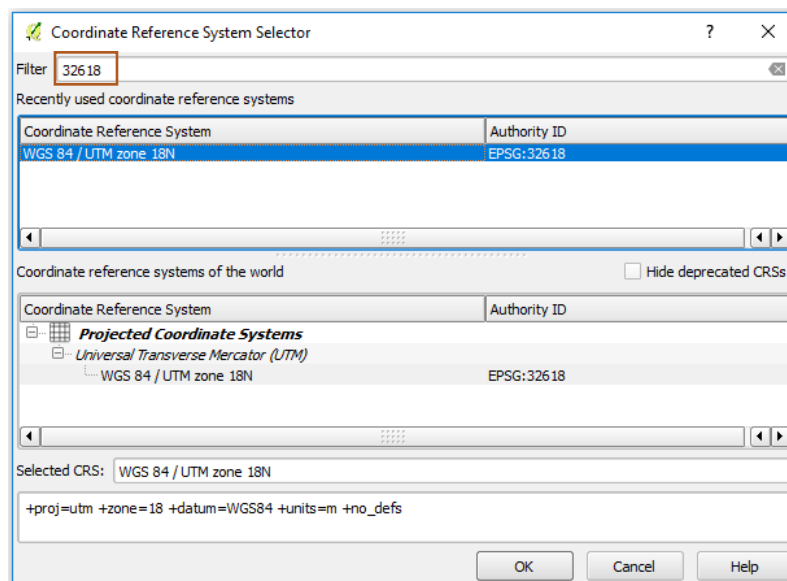 Coordinate Reference System Selector ?
Filter 32618
Recently used coordinate reference systems
Coordinate Reference System Authority ID
WGS 84 / UTM zone 18N EPSG:32618
Coordinate reference systems of the world Hide deprecated CRSs
Coordinate Reference System Authority ID
Projected Coordinate Systems
Universal Transverse Mercator (UTM)
WGS 84 / UTM zone 18N EPSG:32618
Selected CRS: WGS 84 / UTM zone 18N
+proj=utm +zone=18 +datum=WGS84 +units=m +no_defs
OK Cancel Help